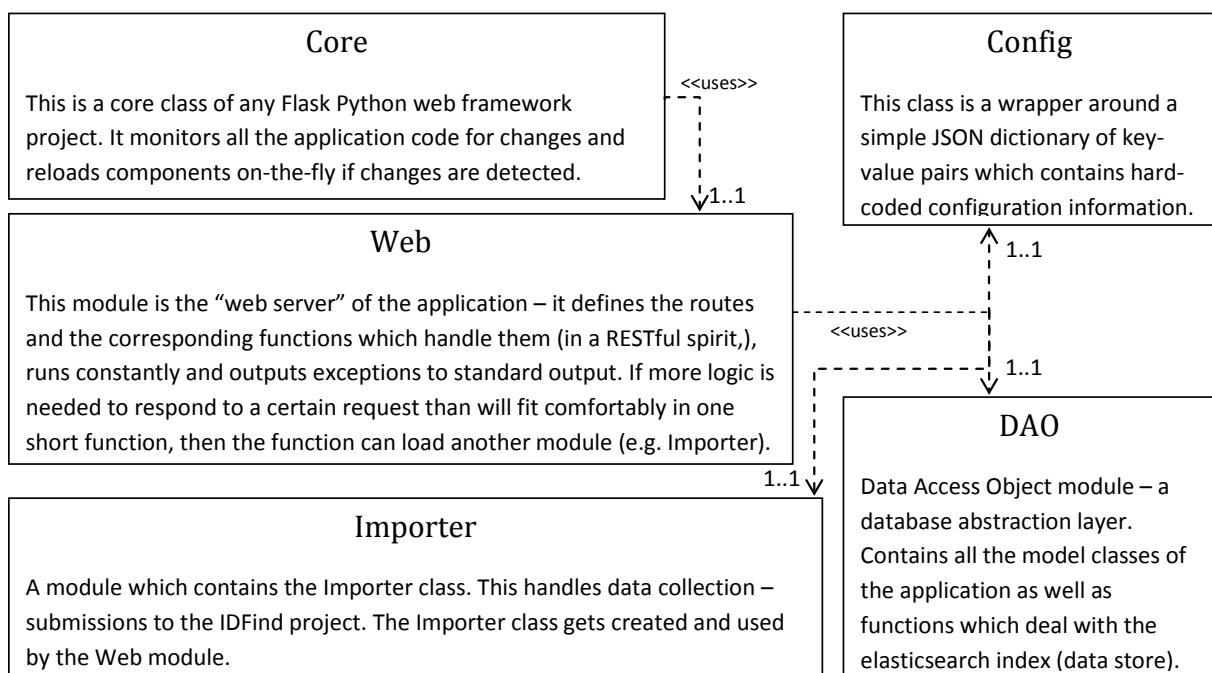 Core
This is a core class of any Flask Python web framework
project. It monitors all the application code for changes and
reloads components on-the-fly if changes are detected.
<<uses>>
1..1
Config
This class is a wrapper around a
simple JSON dictionary of key-
value pairs which contains hard-
coded configuration information.
1..1
Web
This module is the “web server” of the application – it defines the routes
and the corresponding functions which handle them (in a RESTful spirit,),
runs constantly and outputs exceptions to standard output. If more logic is
needed to respond to a certain request than will fit comfortably in one
short function, then the function can load another module (e.g. Importer).
<<uses>>
1..1
1..1
DAO
Data Access Object module – a
database abstraction layer.
Contains all the model classes of
the application as well as
functions which deal with the
elasticsearch index (data store).
Importer
A module which contains the Importer class. This handles data collection –
submissions to the IDFind project. The Importer class gets created and used
by the Web module.